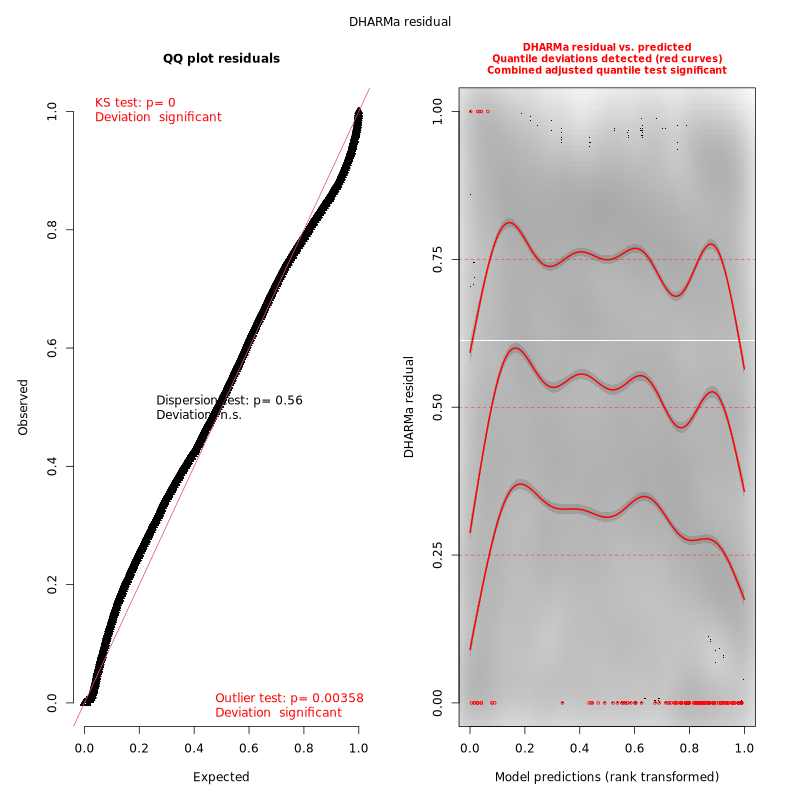 DHARMa residual
QQ plot residuals
KS test: p= 0
Deviation  significant
Dispersion test: p= 0.56
Deviation n.s.
Outlier test: p= 0.00358
Deviation  significant
Observed
0.0
0.2
0.4
0.6
0.8
1.0
0.0
0.2
0.4
0.6
0.8
1.0
Expected
DHARMa residual vs. predicted
Quantile deviations detected (red curves)
Combined adjusted quantile test significant
DHARMa residual
0.00
0.25
0.50
0.75
1.00
0.0
0.2
0.4
0.6
0.8
1.0
Model predictions (rank transformed)